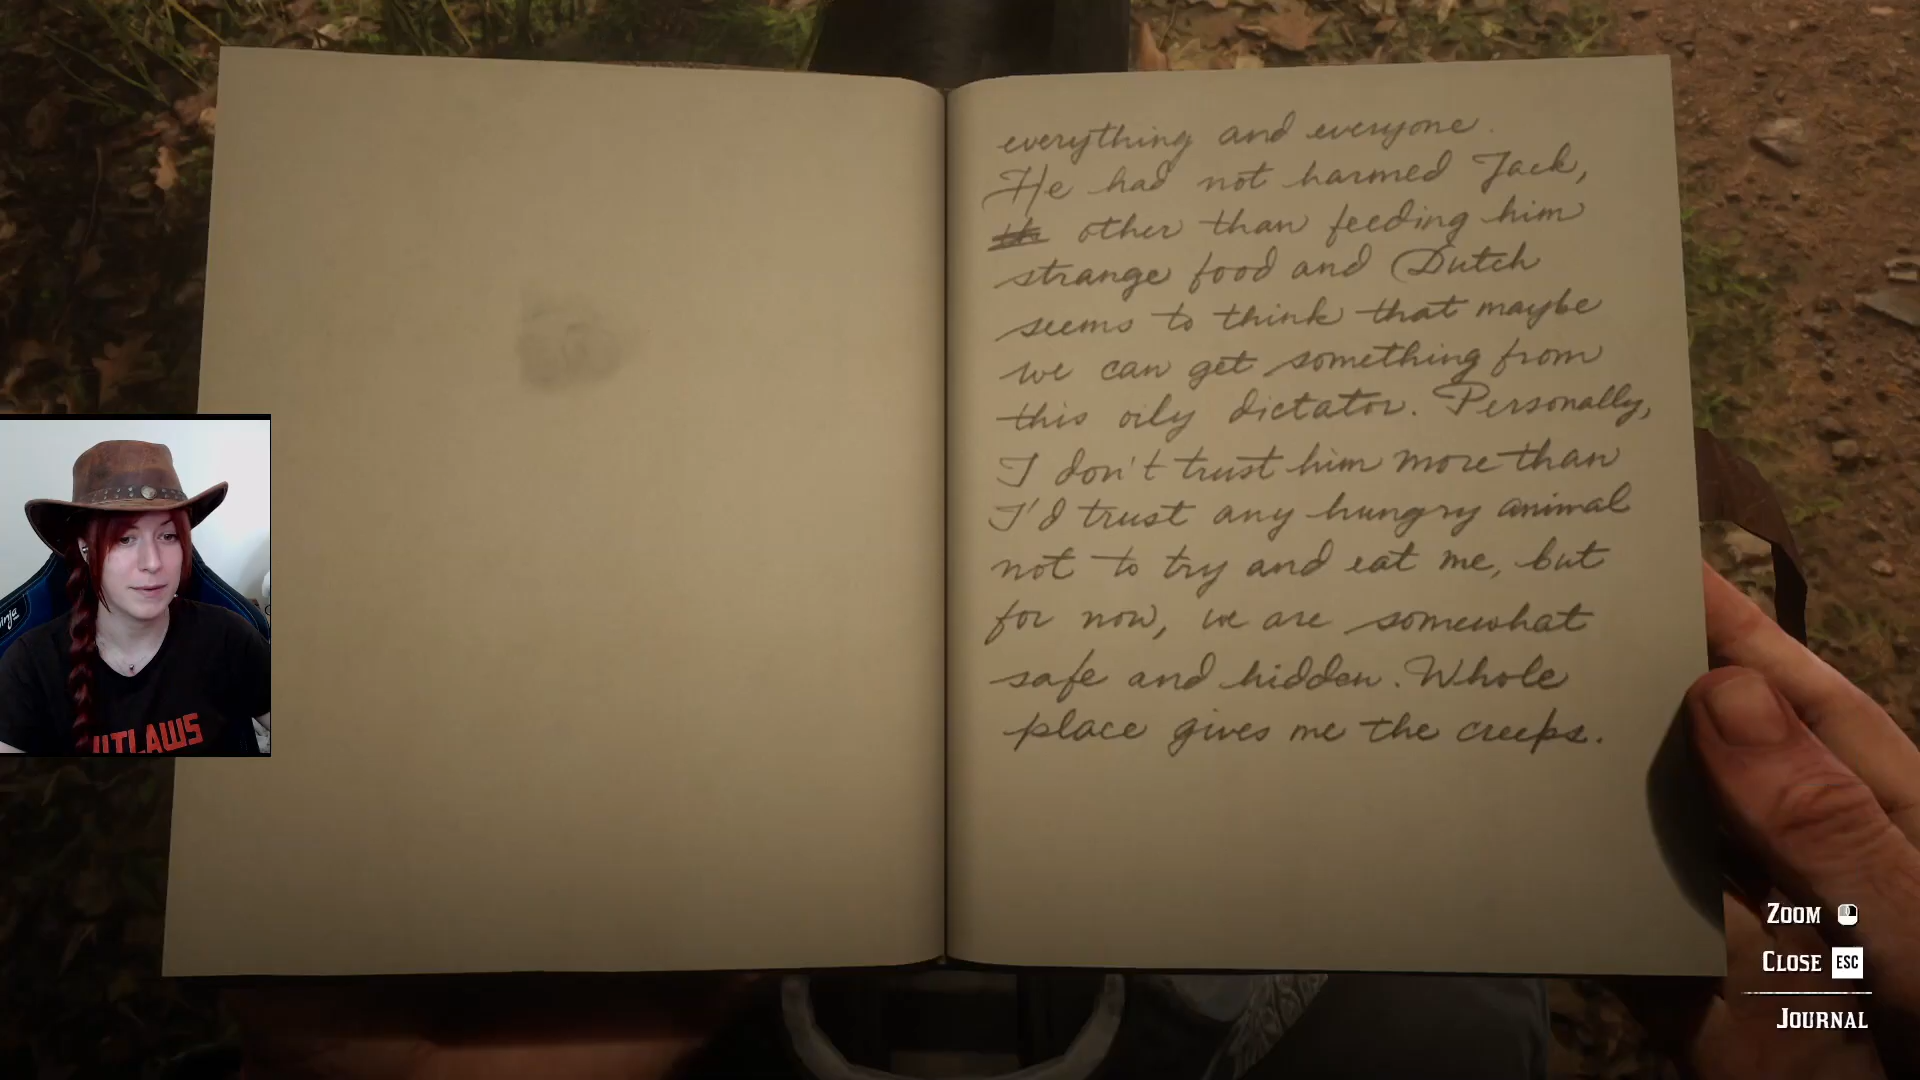 everything and everyone.
He had not harmed Jack,
other than feeding him
strange food and Dutch
seems to think that maybe
we can get something from
this oily dictator. Personally,
I don't trust him more than
I'd trust any hungry animal
not to try and eat me, but
for now, we are somewhat
safe and hidden. Whole
place gives me the creeps.
UTLAWS
ZOOM
CLOSE ESC
JOURNAL